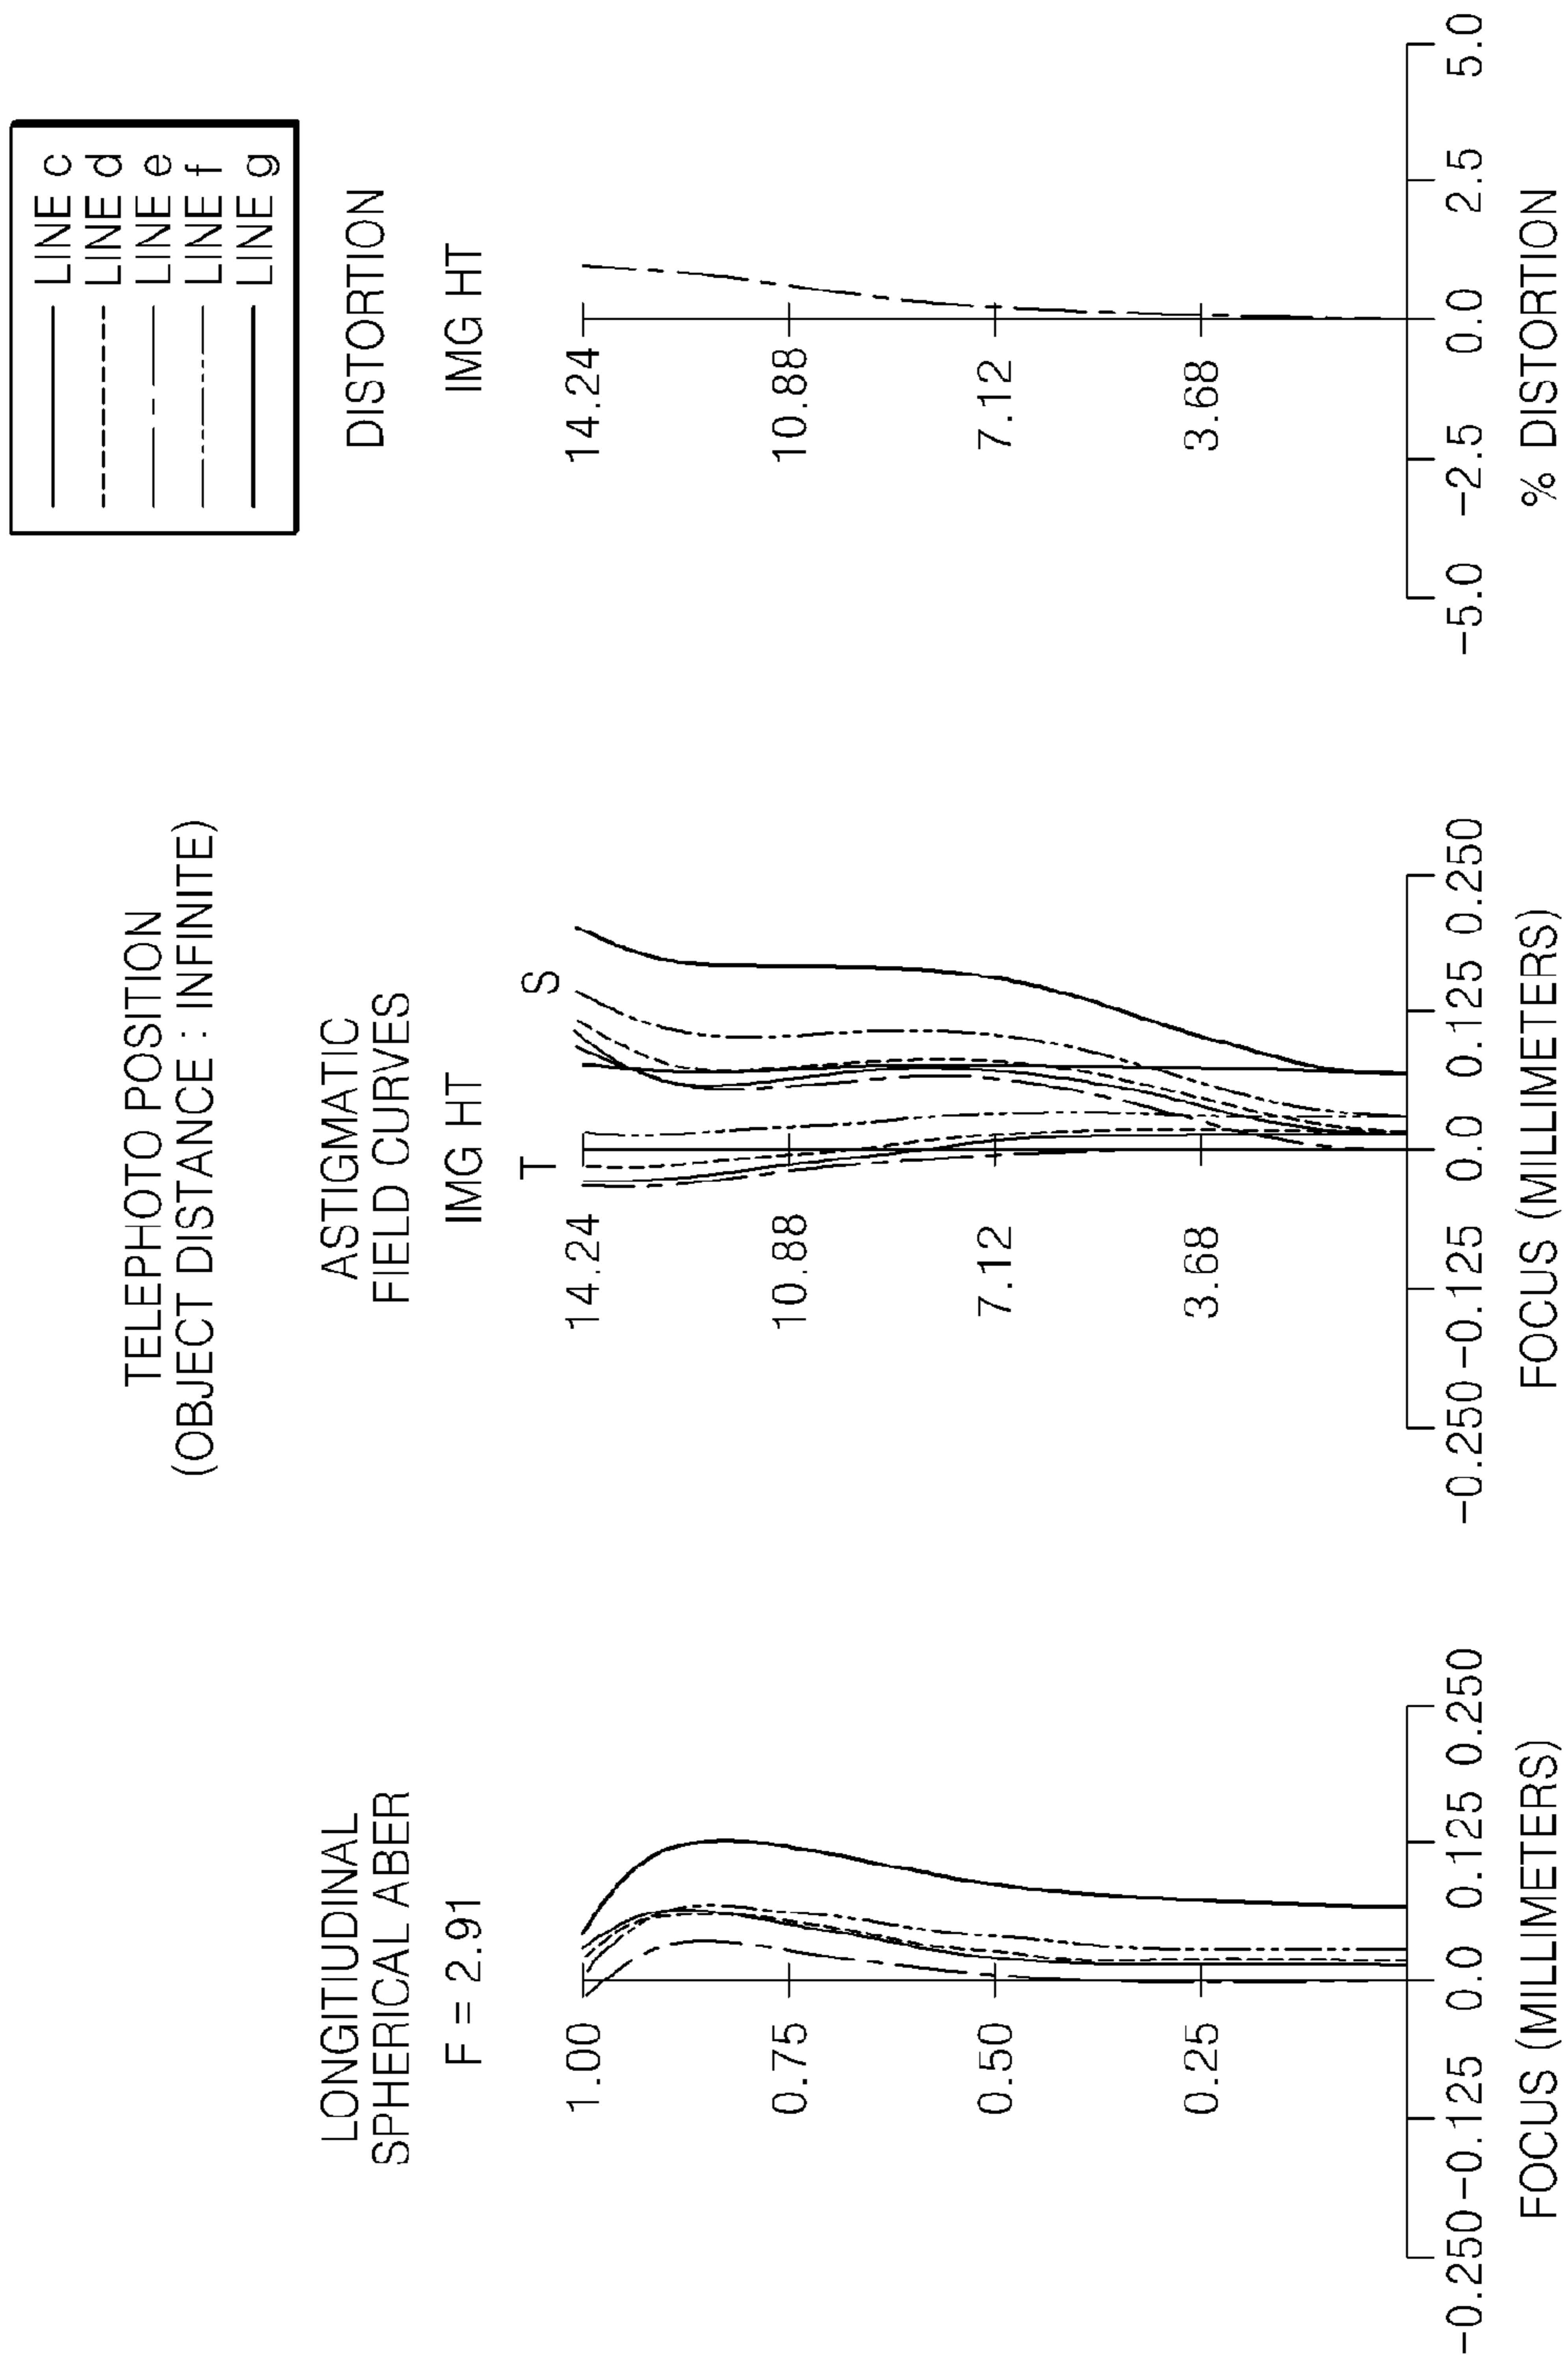 TELEPHOTO POSITION
(OBJECT DISTANCE : INFINITE)
LINE c
LINE d
LINE e
LINE f
LINE g
LONGITIUDINAL
SPHERICAL ABER
F = 2.91
1.00
0.75
0.50
0.25
-0.250 -0.125 0.0 0.125 0.250
FOCUS (MILLIMETERS)
ASTIGMATIC
FIELD CURVES
IMG HT
T S
14.24
10.88
7.12
3.68
-0.250 -0.125 0.0 0.125 0.250
FOCUS (MILLIMETERS)
DISTORTION
IMG HT
14.24
10.88
7.12
3.68
-5.0 -2.5 0.0 2.5 5.0
% DISTORTION